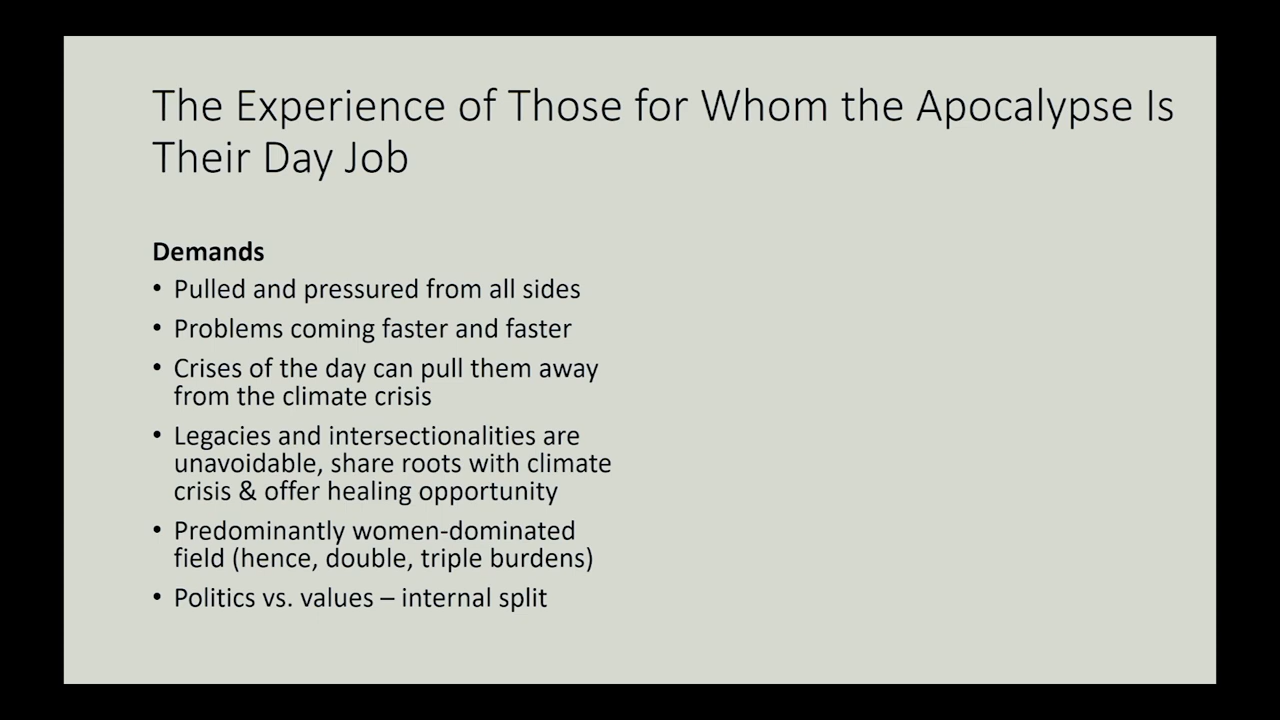 The Experience of Those for Whom the Apocalypse Is
Their Day Job
Demands
• Pulled and pressured from all sides
• Problems coming faster and faster
• Crises of the day can pull them away
from the climate crisis
• Legacies and intersectionalities are
unavoidable, share roots with climate
crisis & offer healing opportunity
• Predominantly women-dominated
field (hence, double, triple burdens)
• Politics vs. values – internal split